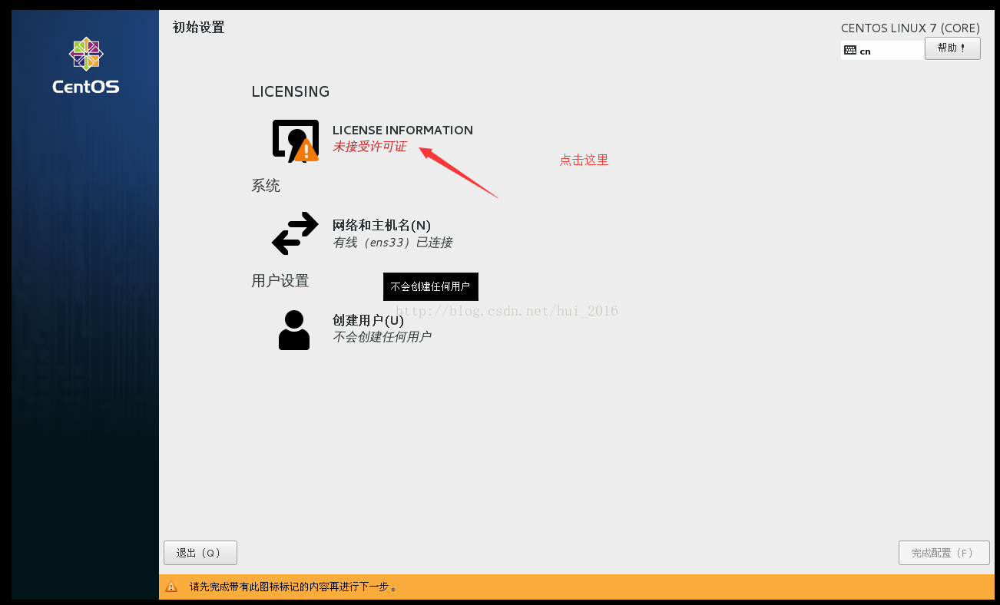 初始设置
CENTOS LINUX 7 (CORE)
cn
帮助！
CentOS
LICENSING
LICENSE INFORMATION
未接受许可证
点击这里
系统
网络和主机名(N)
有线（ens33）已连接
用户设置
不会创建任何用户
http://blog.csdn.net/hui_2016
创建用户(U)
不会创建任何用户
退出（Q）
完成配置（F）
请先完成带有此图标标记的内容再进行下一步。